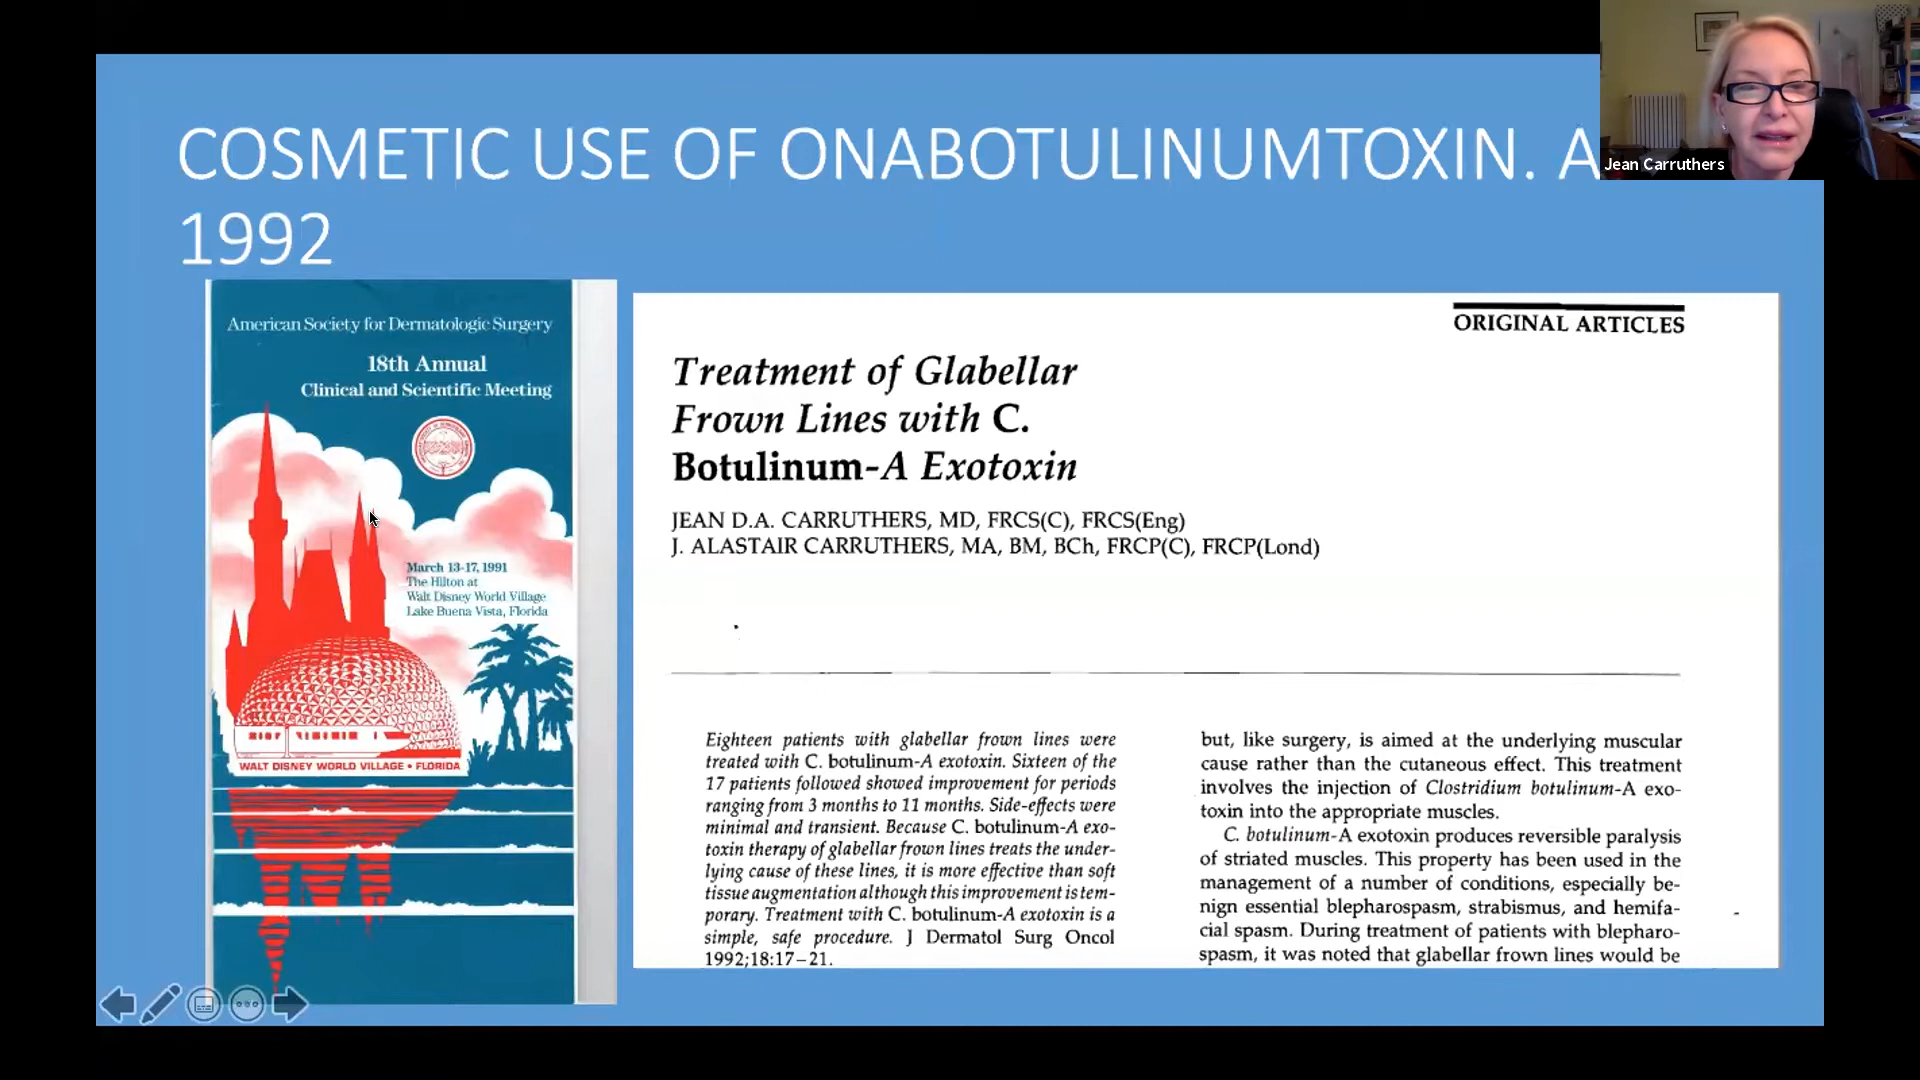 COSMETIC USE OF ONABOTULINUMTOXIN. A
1992
Jean Carruthers
American Society for Dermatologic Surgery
18th Annual
Clinical and Scientific Meeting
March 13-17, 1991
The Hilton at
Walt Disney World Village
Lake Buena Vista, Florida
WALT DISNEY WORLD VILLAGE • FLORIDA
ORIGINAL ARTICLES
Treatment of Glabellar
Frown Lines with C.
Botulinum-A Exotoxin
JEAN D.A. CARRUTHERS, MD, FRCS(C), FRCS(Eng)
J. ALASTAIR CARRUTHERS, MA, BM, BCh, FRCP(C), FRCP(Lond)
Eighteen patients with glabellar frown lines were
treated with C. botulinum-A exotoxin. Sixteen of the
17 patients followed showed improvement for periods
ranging from 3 months to 11 months. Side-effects were
minimal and transient. Because C. botulinum-A exo-
toxin therapy of glabellar frown lines treats the under-
lying cause of these lines, it is more effective than soft
tissue augmentation although this improvement is tem-
porary. Treatment with C. botulinum-A exotoxin is a
simple, safe procedure. J Dermatol Surg Oncol
1992;18:17–21.
but, like surgery, is aimed at the underlying muscular
cause rather than the cutaneous effect. This treatment
involves the injection of Clostridium botulinum-A exo-
toxin into the appropriate muscles.
C. botulinum-A exotoxin produces reversible paralysis
of striated muscles. This property has been used in the
management of a number of conditions, especially be-
nign essential blepharospasm, strabismus, and hemifa-
cial spasm. During treatment of patients with blepharo-
spasm, it was noted that glabellar frown lines would be